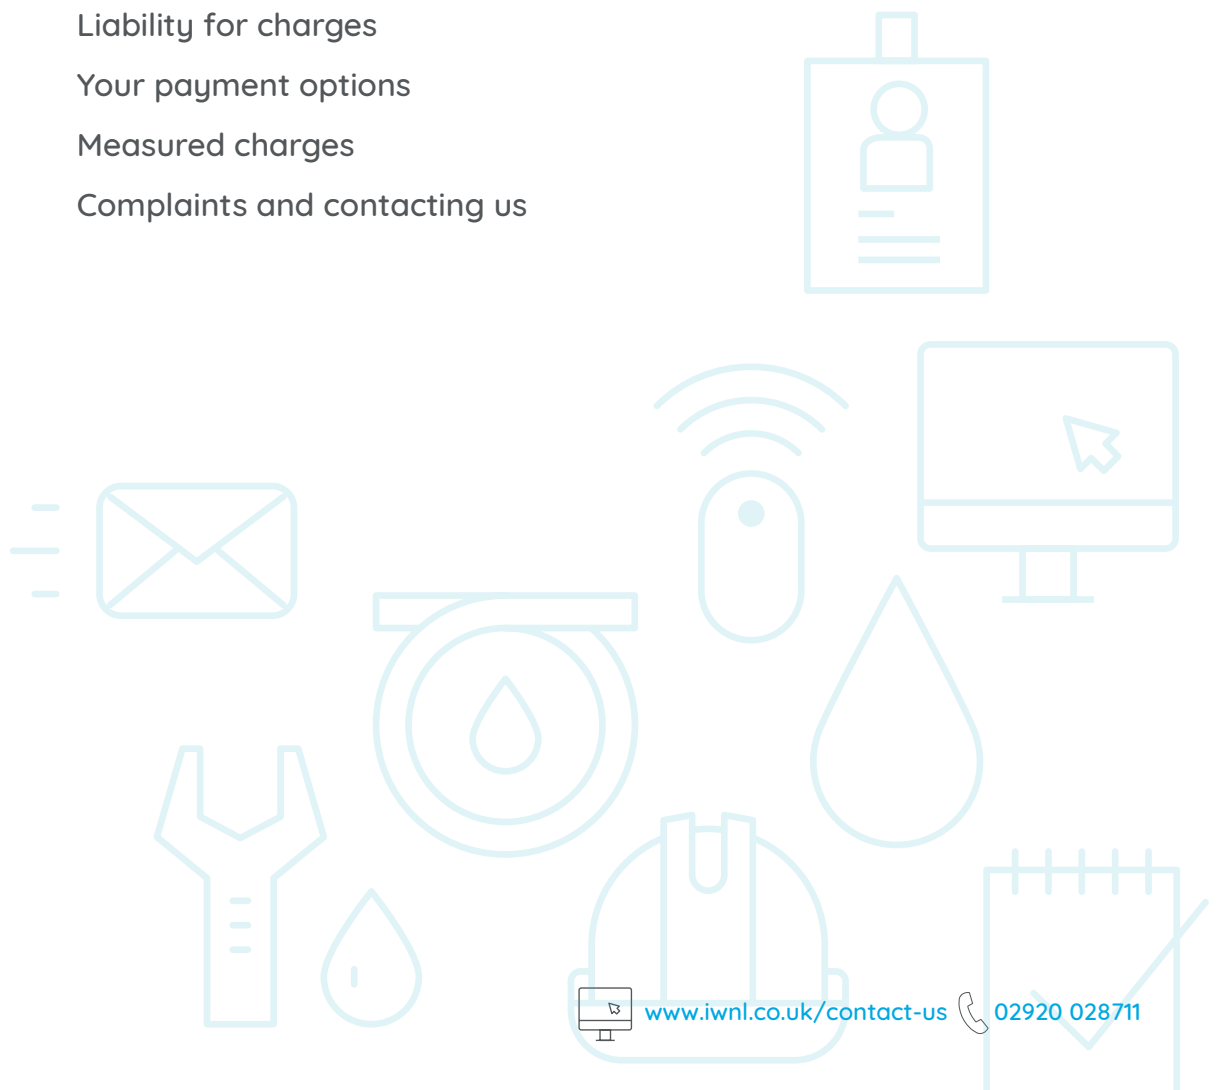 Liability for charges
Your payment options
Measured charges
Complaints and contacting us
www.iwnl.co.uk/contact-us 02920 028711